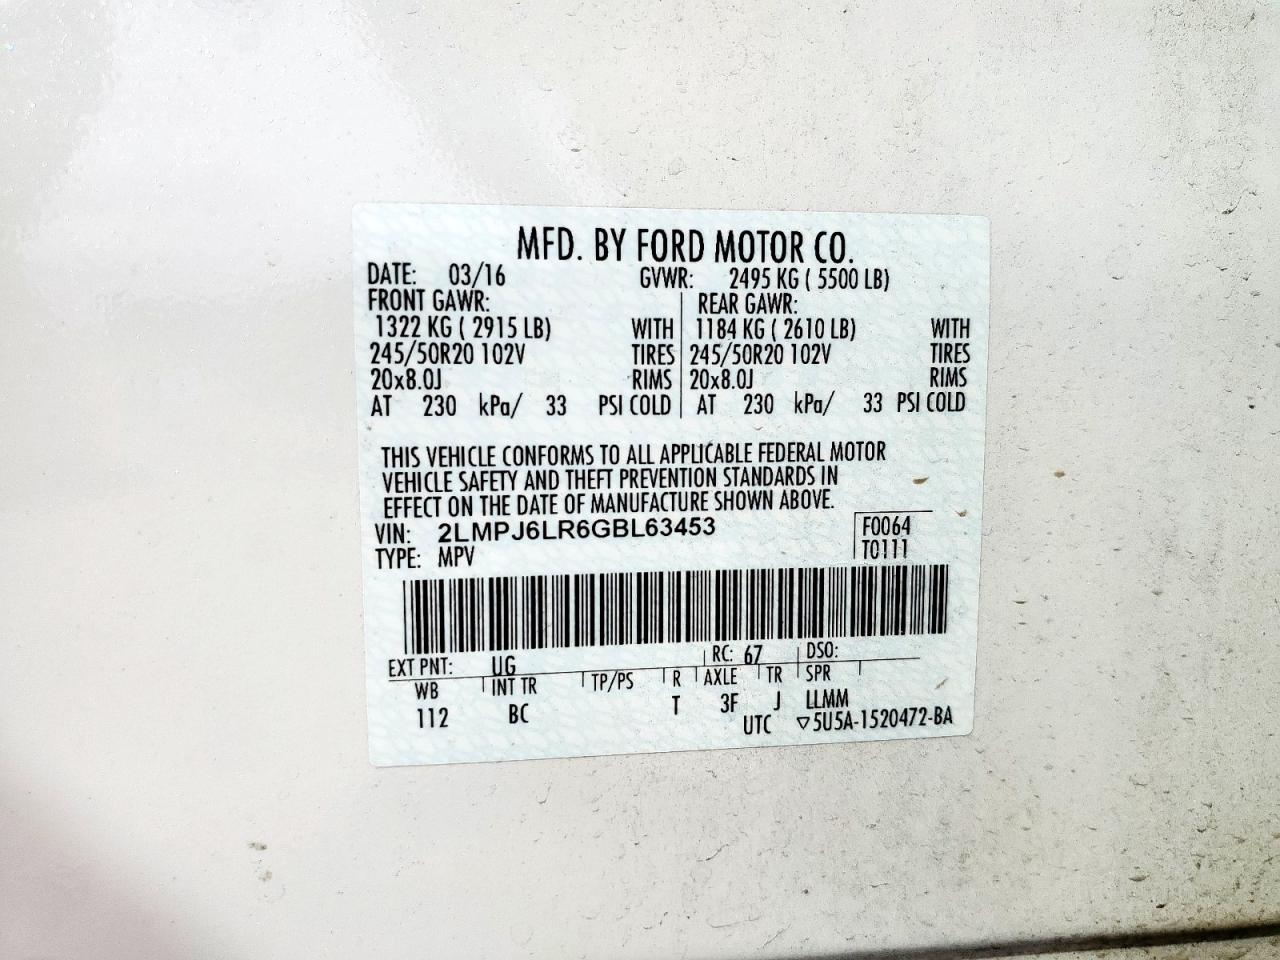 MFD. BY FORD MOTOR CO.
DATE: 03/16 GVWR: 2495 KG ( 5500 LB)
FRONT GAWR: REAR GAWR:
1322 KG ( 2915 LB) WITH 1184 KG ( 2610 LB) WITH
245/50R20 102V TIRES 245/50R20 102V TIRES
20x8.0J RIMS 20x8.0J RIMS
AT 230 kPa/ 33 PSI COLD AT 230 kPa/ 33 PSI COLD
THIS VEHICLE CONFORMS TO ALL APPLICABLE FEDERAL MOTOR
VEHICLE SAFETY AND THEFT PREVENTION STANDARDS IN
EFFECT ON THE DATE OF MANUFACTURE SHOWN ABOVE.
VIN: 2LMPJ6LR6GBL63453 F0064
TYPE: MPV T0111
EXT PNT: UG RC: 67 DSO:
WB INT TR TP/PS R AXLE TR SPR
112 BC T 3F J LLMM
UTC ▽5U5A-1520472-BA